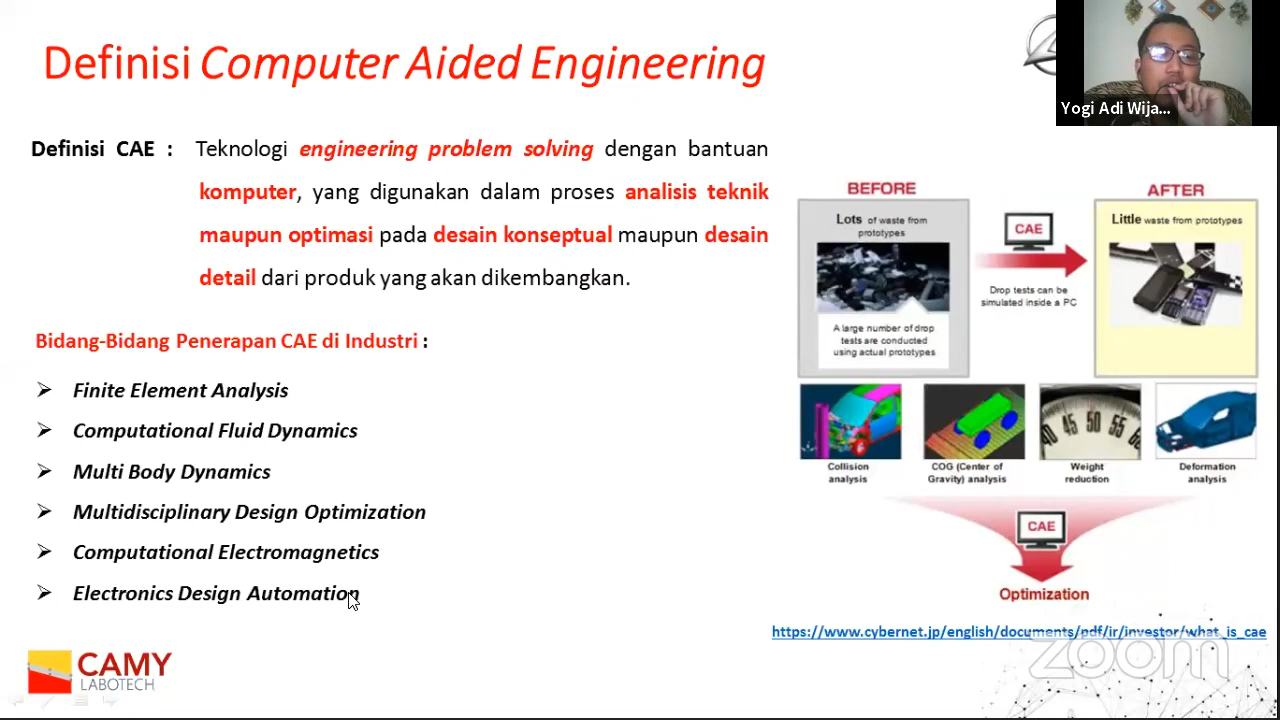 Definisi Computer Aided Engineering
Yogi Adi Wija...
Definisi CAE : Teknologi engineering problem solving dengan bantuan
komputer, yang digunakan dalam proses analisis teknik
maupun optimasi pada desain konseptual maupun desain
detail dari produk yang akan dikembangkan.
Bidang-Bidang Penerapan CAE di Industri :
Finite Element Analysis
Computational Fluid Dynamics
Multi Body Dynamics
Multidisciplinary Design Optimization
Computational Electromagnetics
Electronics Design Automation
BEFORE
Lots of waste from
prototypes
A large number of drop
tests are conducted
using actual prototypes
CAE
Drop tests can be
simulated inside a PC
AFTER
Little waste from prototypes
40 45 50 55 60
Collision
analysis
COG (Center of
Gravity) analysis
Weight
reduction
Deformation
analysis
CAE
Optimization
https://www.cybernet.jp/english/documents/pdf/ir/investor/what_is_cae
CAMY
LABOTECH
zoom